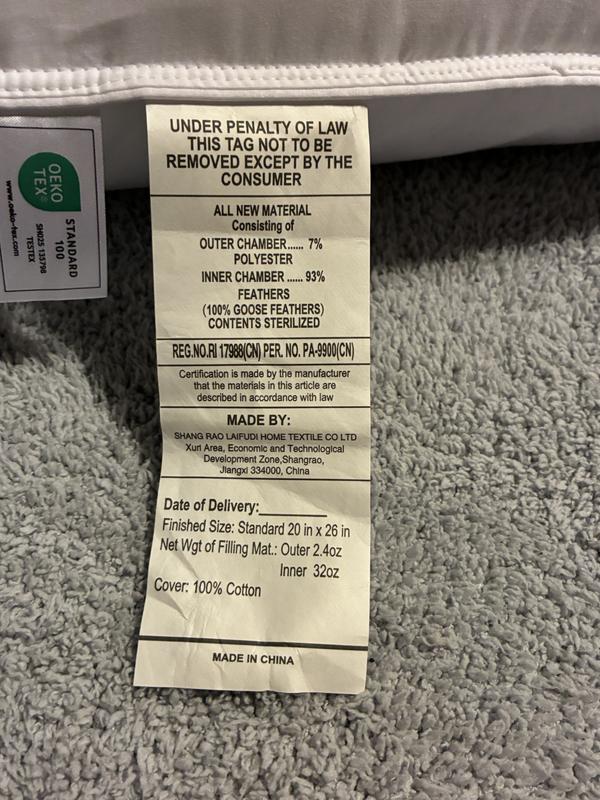 UNDER PENALTY OF LAW
THIS TAG NOT TO BE
REMOVED EXCEPT BY THE
CONSUMER
ALL NEW MATERIAL
Consisting of
OUTER CHAMBER...... 7%
POLYESTER
INNER CHAMBER ...... 93%
FEATHERS
(100% GOOSE FEATHERS)
CONTENTS STERILIZED
REG.NO.RI 17988(CN) PER. NO. PA-9900(CN)
Certification is made by the manufacturer
that the materials in this article are
described in accordance with law
MADE BY:
SHANG RAO LAIFUDI HOME TEXTILE CO LTD
Xuri Area, Economic and Technological
Development Zone,Shangrao,
Jiangxi 334000, China
Date of Delivery:_________
Finished Size: Standard 20 in x 26 in
Net Wgt of Filling Mat.: Outer 2.4oz
Inner 32oz
Cover: 100% Cotton
MADE IN CHINA
OEKO
TEX®
STANDARD
100
SH025 135798
TESTEX
www.oeko-tex.com